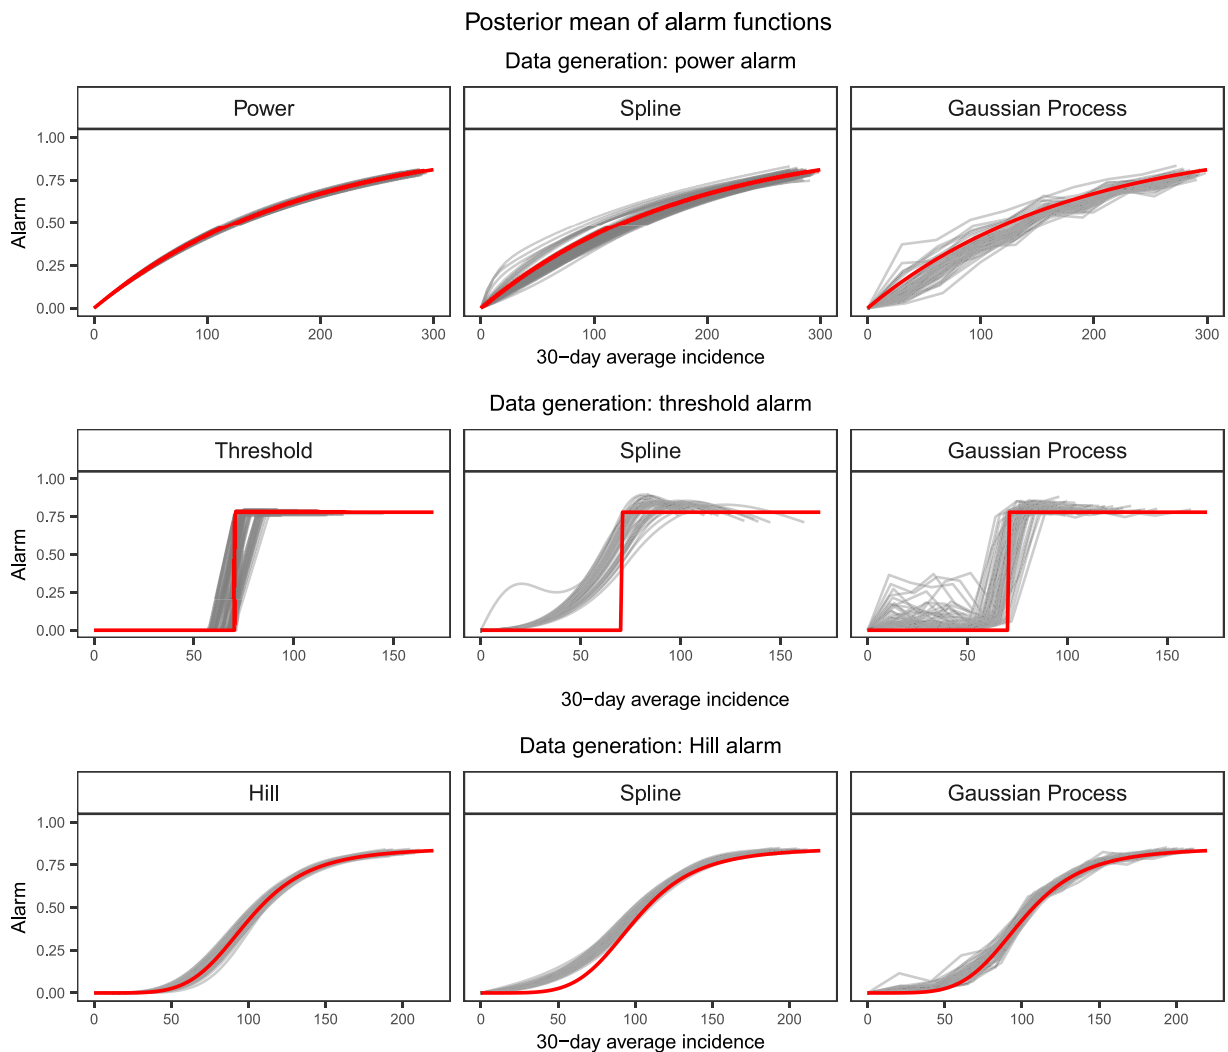 Posterior mean of alarm functions
Data generation: power alarm
Power Spline Gaussian Process
1.00
0.75
0.50
0.25
0.00
Alarm
0 100 200 300 0 100 200 300 0 100 200 300
30−day average incidence
Data generation: threshold alarm
Threshold Spline Gaussian Process
1.00
0.75
0.50
0.25
0.00
Alarm
0 50 100 150 0 50 100 150 0 50 100 150
30−day average incidence
Data generation: Hill alarm
Hill Spline Gaussian Process
1.00
0.75
0.50
0.25
0.00
Alarm
0 50 100 150 200 0 50 100 150 200 0 50 100 150 200
30−day average incidence